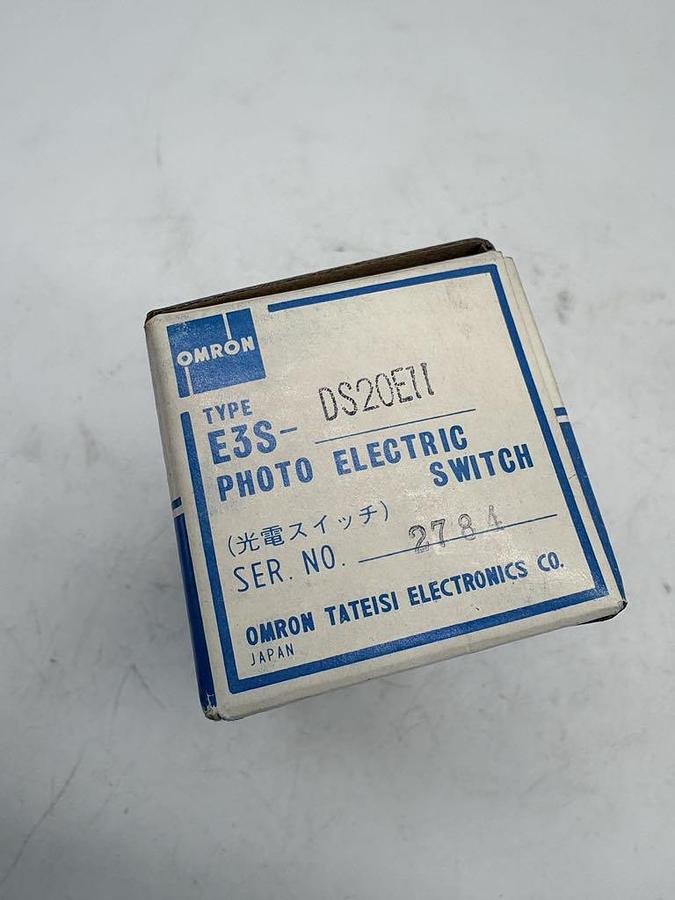 OMRON
TYPE
E3S- DS20E11
PHOTO ELECTRIC
SWITCH
(光電スイッチ)
SER. NO. 2784
OMRON TATEISI ELECTRONICS CO.
JAPAN